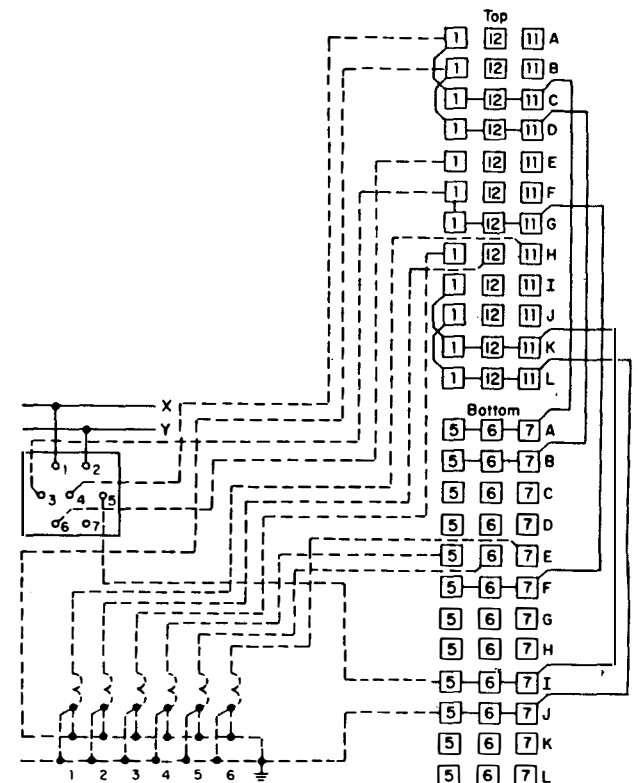 Top
1 12 11 A
1 12 11 B
1 12 11 C
1 12 11 D
1 12 11 E
1 12 11 F
1 12 11 G
1 12 11 H
1 12 11 I
1 12 11 J
1 12 11 K
1 12 11 L
X
Y
1 2
3 4 5
6 7
Bottom
5 6 7 A
5 6 7 B
5 6 7 C
5 6 7 D
5 6 7 E
5 6 7 F
5 6 7 G
5 6 7 H
5 6 7 I
5 6 7 J
5 6 7 K
5 6 7 L
1 2 3 4 5 6